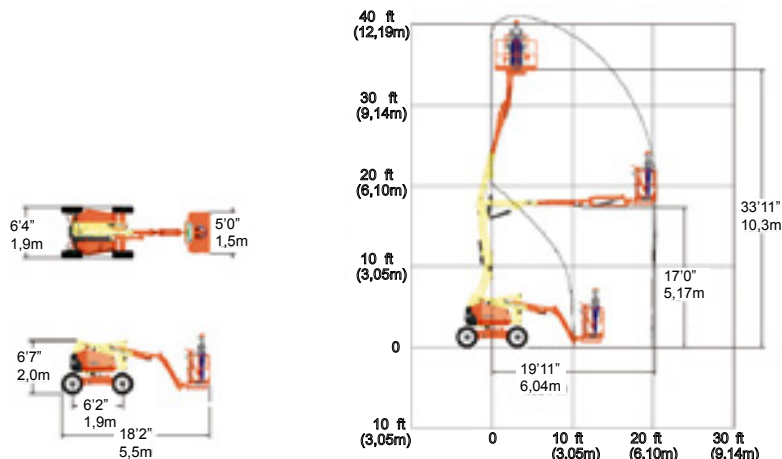 6’4”
1,9m
5’0”
1,5m
6’7”
2,0m
6’2”
1,9m
18’2”
5,5m
40 ft
(12,19m)
30 ft
(9,14m)
20 ft
(6,10m)
10 ft
(3,05m)
0
10 ft
(3,05m)
33’11”
10,3m
17’0”
5,17m
19’11”
6,04m
0
10 ft
(3,05m)
20 ft
(6,10m)
30 ft
(9,14m)